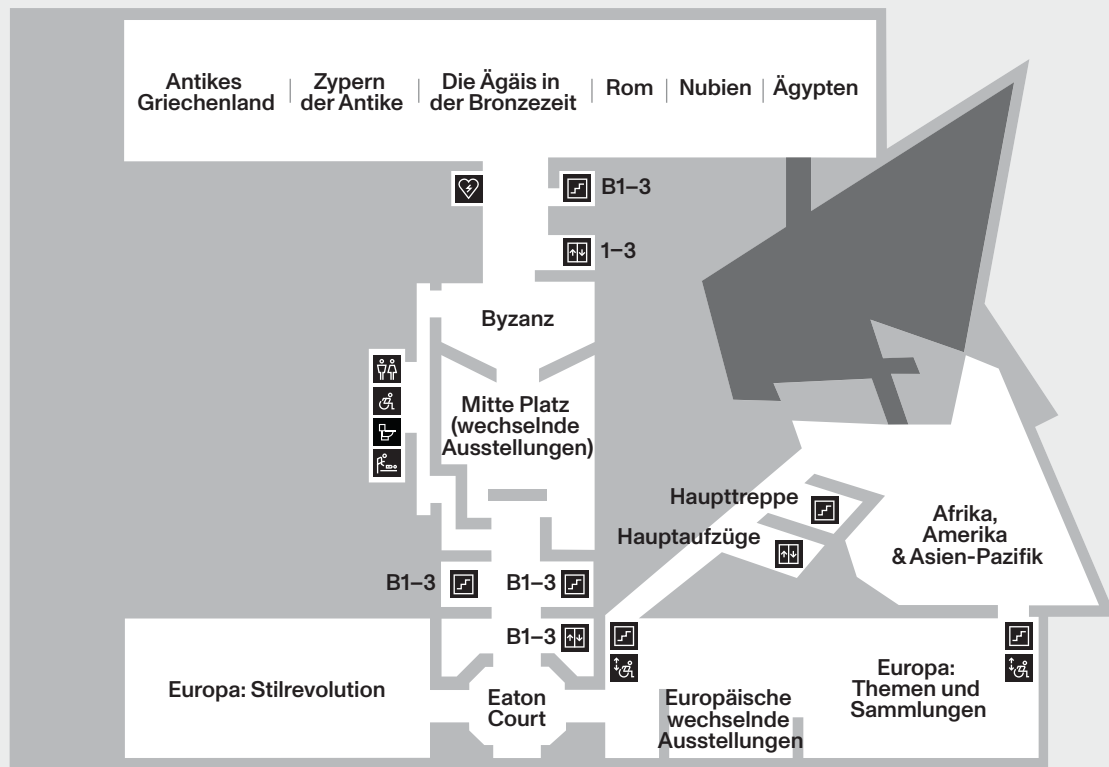 Antikes
Griechenland
Zypern
der Antike
Die Ägäis in
der Bronzezeit
Rom
Nubien
Ägypten
B1–3
1–3
Byzanz
Mitte Platz
(wechselnde
Ausstellungen)
Haupttreppe
Hauptaufzüge
Afrika,
Amerika
& Asien-Pazifik
B1–3
B1–3
B1–3
Europa: Stilrevolution
Eaton
Court
Europäische
wechselnde
Ausstellungen
Europa:
Themen und
Sammlungen